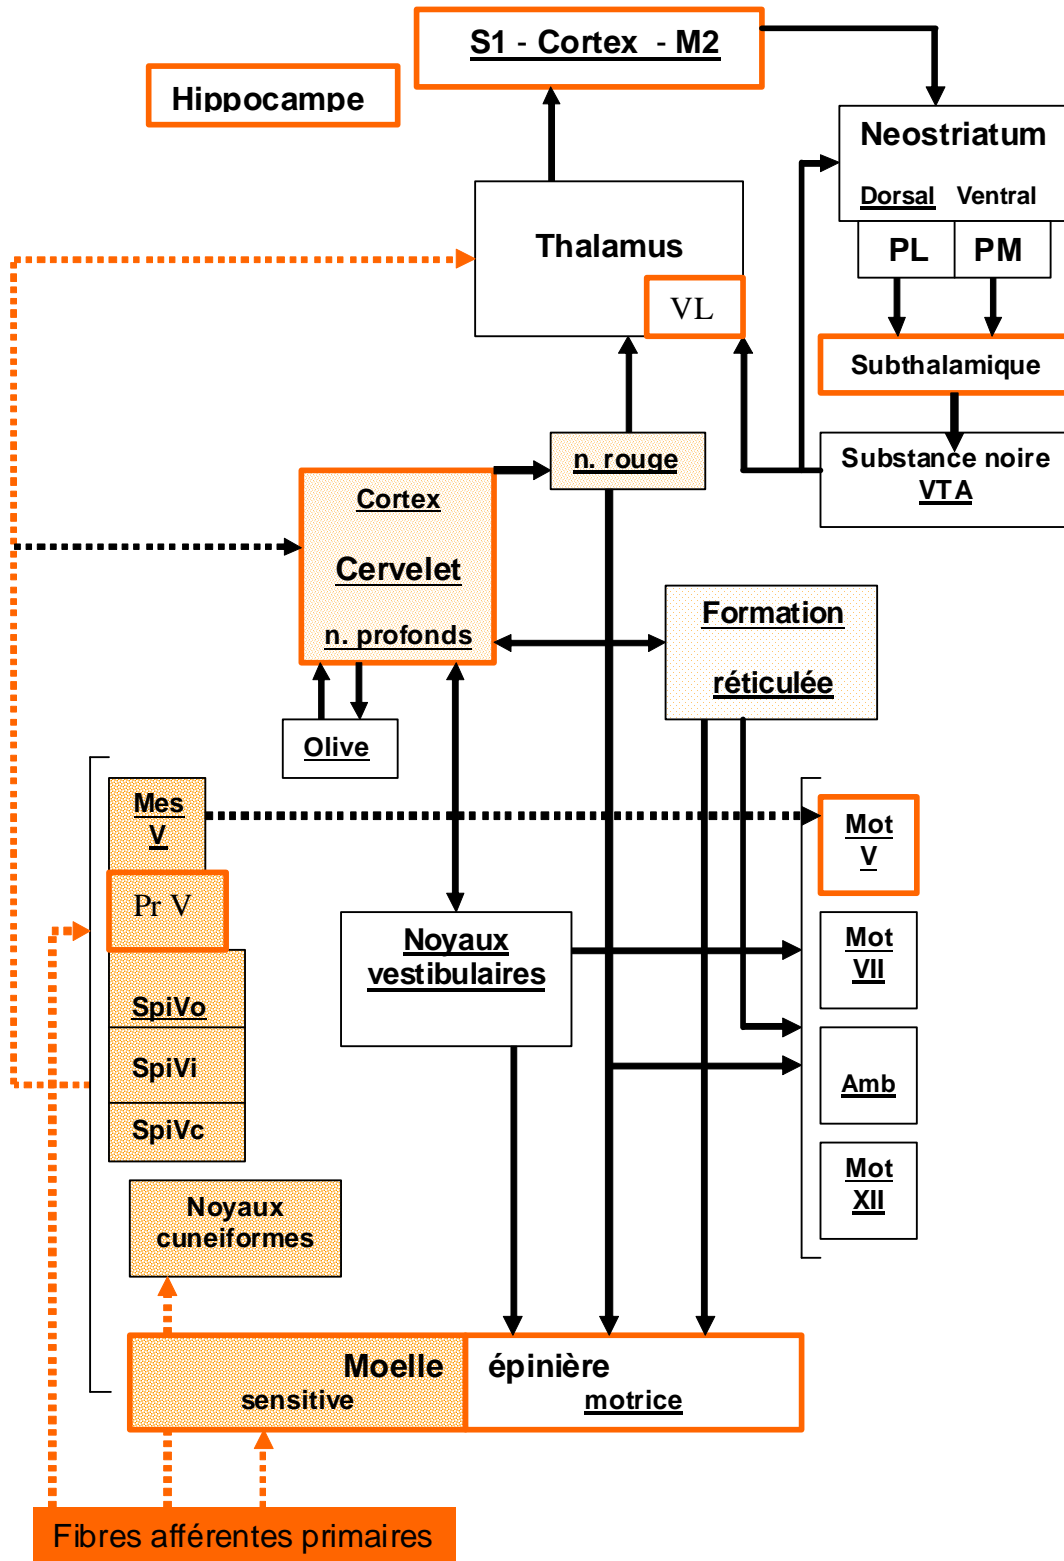 S1 - Cortex - M2
Hippocampe
Neostriatum
Dorsal Ventral
PL PM
Thalamus
VL
Subthalamique
n. rouge
Substance noire
VTA
Cortex
Cervelet
n. profonds
Formation
réticulée
Olive
Mes
V
Mot
V
Pr V
Noyaux
vestibulaires
Mot
VII
SpiVo
SpiVi
Amb
SpiVc
Mot
XII
Noyaux
cuneiformes
Moelle épinière
sensitive motrice
Fibres afférentes primaires